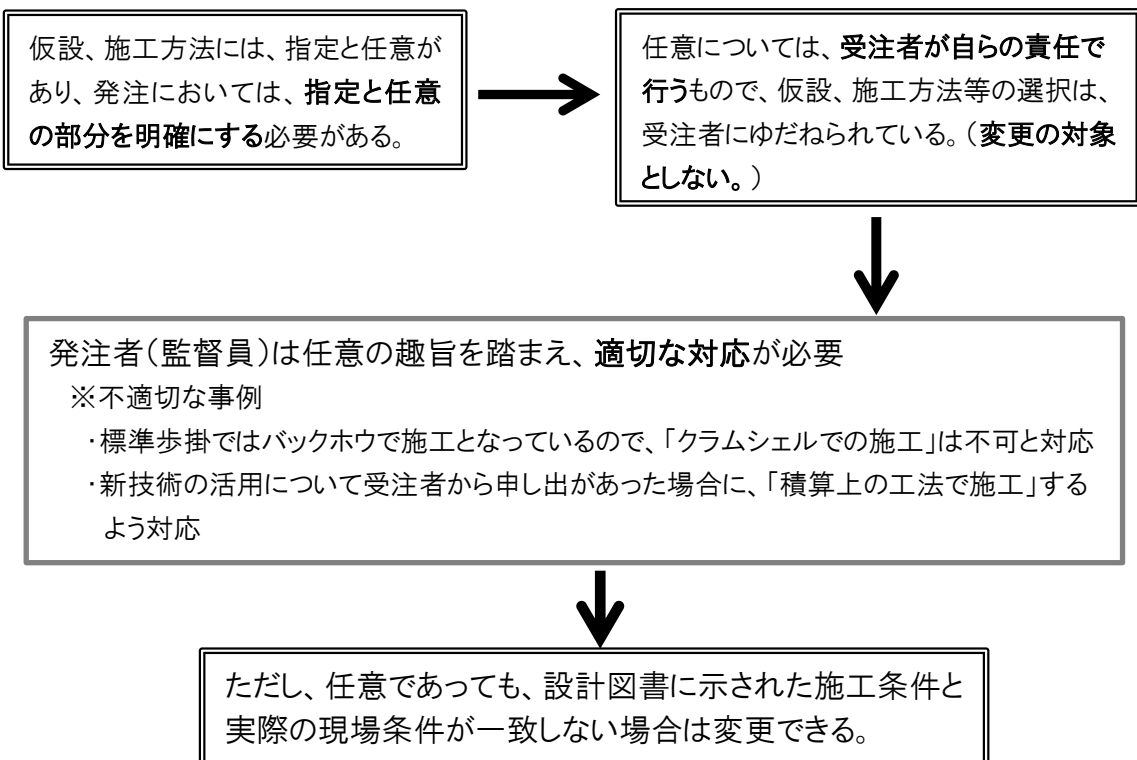 仮設、施工方法には、指定と任意が
あり、発注においては、指定と任意
の部分を明確にする必要がある。
任意については、受注者が自らの責任で
行うもので、仮設、施工方法等の選択は、
受注者にゆだねられている。（変更の対象
としない。）
発注者（監督員）は任意の趣旨を踏まえ、適切な対応が必要
※不適切な事例
・標準歩掛ではバックホウで施工となっているので、「クラムシェルでの施工」は不可と対応
・新技術の活用について受注者から申し出があった場合に、「積算上の工法で施工」する
よう対応
ただし、任意であっても、設計図書に示された施工条件と
実際の現場条件が一致しない場合は変更できる。